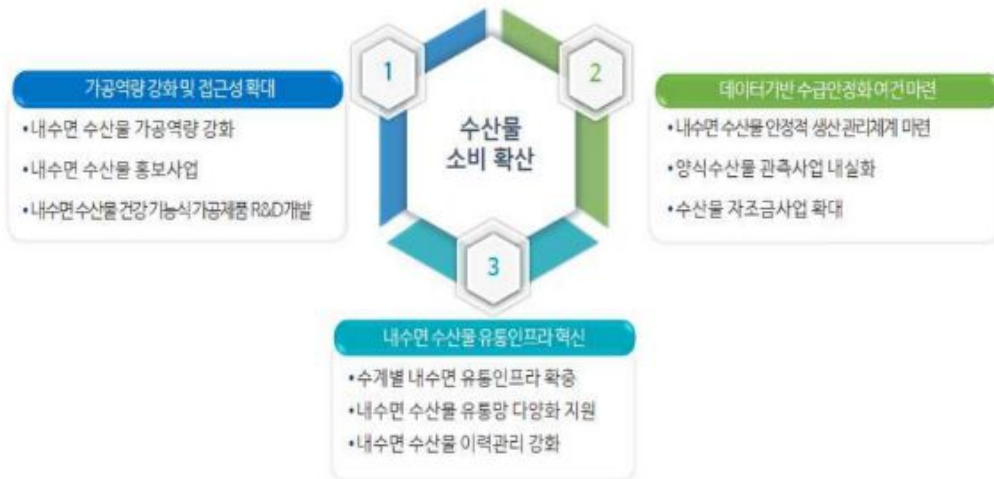 1
가공역량 강화 및 접근성 확대
•내수면 수산물 가공역량 강화
•내수면 수산물 홍보사업
•내수면 수산물 건강 기능식 가공제품 R&D개발
수산물
소비 확산
2
데이터기반 수급안정화 여건 마련
•내수면 수산물 안정적 생산 관리체계 마련
•양식수산물 관측사업 내실화
•수산물 자조금사업 확대
3
내수면 수산물 유통인프라 혁신
•수계별 내수면 유통인프라 확충
•내수면 수산물 유통망 다양화 지원
•내수면 수산물 이력관리 강화